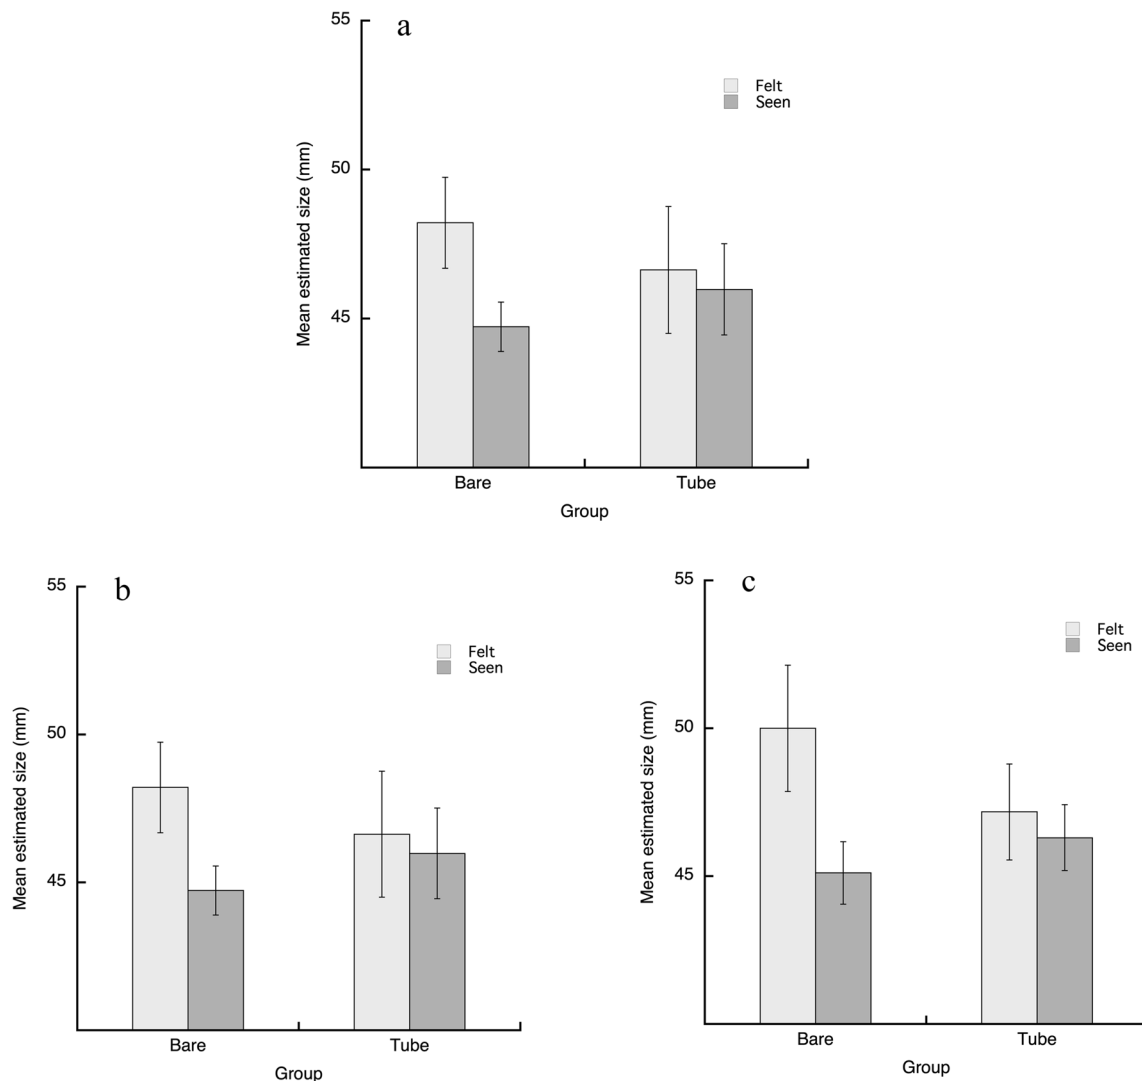 a
55
50
45
Mean estimated size (mm)
Felt
Seen
Bare Tube
Group
b
55
50
45
Mean estimated size (mm)
Felt
Seen
Bare Tube
Group
c
55
50
45
Mean estimated size (mm)
Felt
Seen
Bare Tube
Group